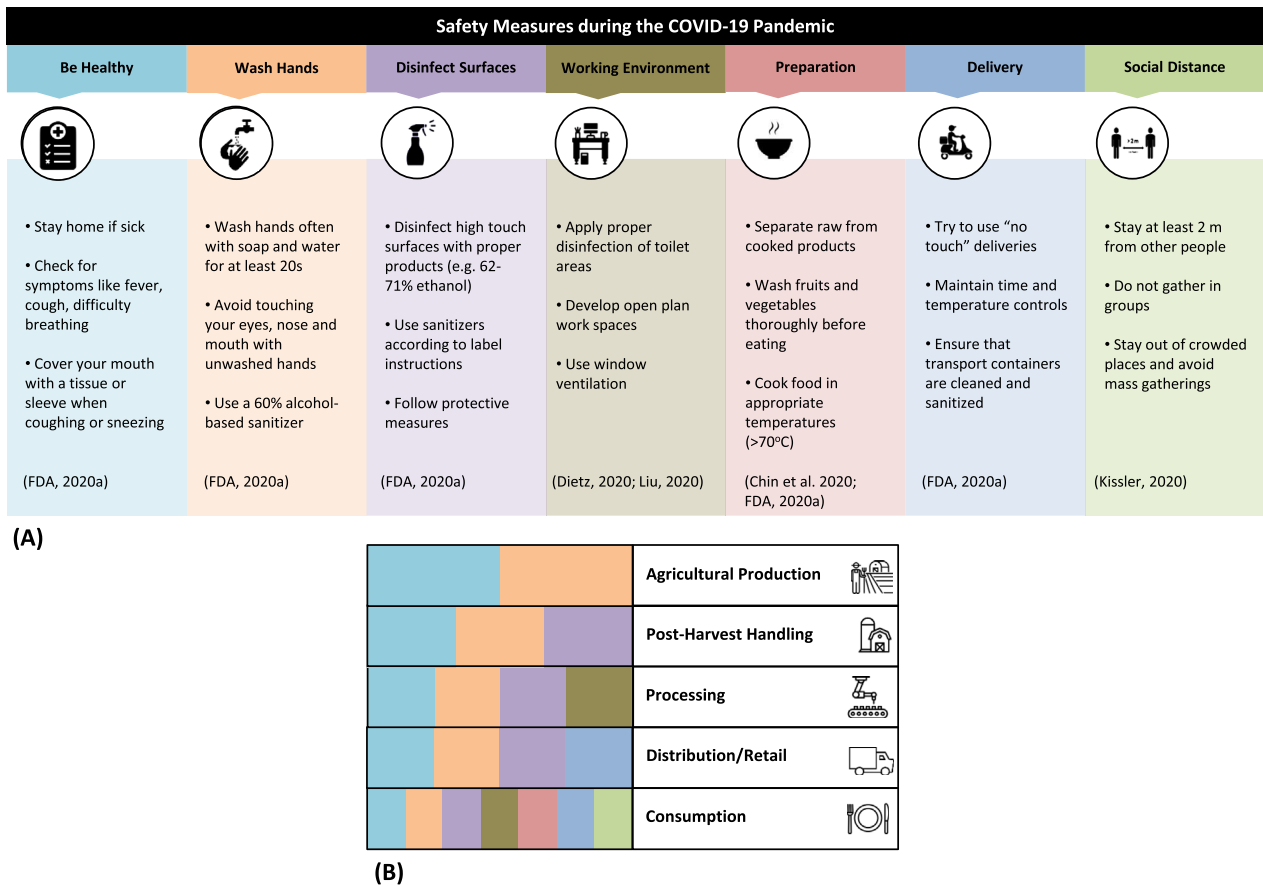 Safety Measures during the COVID-19 Pandemic
Be Healthy
Wash Hands
Disinfect Surfaces
Working Environment
Preparation
Delivery
Social Distance
>2m
• Stay home if sick
• Check for
symptoms like fever,
cough, difficulty
breathing
• Cover your mouth
with a tissue or
sleeve when
coughing or sneezing
(FDA, 2020a)
• Wash hands often
with soap and water
for at least 20s
• Avoid touching
your eyes, nose and
mouth with
unwashed hands
• Use a 60% alcohol-
based sanitizer
(FDA, 2020a)
• Disinfect high touch
surfaces with proper
products (e.g. 62-
71% ethanol)
• Use sanitizers
according to label
instructions
• Follow protective
measures
(FDA, 2020a)
• Apply proper
disinfection of toilet
areas
• Develop open plan
work spaces
• Use window
ventilation
(Dietz, 2020; Liu, 2020)
• Separate raw from
cooked products
• Wash fruits and
vegetables
thoroughly before
eating
• Cook food in
appropriate
temperatures
(>70°C)
(Chin et al. 2020;
FDA, 2020a)
• Try to use “no
touch” deliveries
• Maintain time and
temperature controls
• Ensure that
transport containers
are cleaned and
sanitized
(FDA, 2020a)
• Stay at least 2 m
from other people
• Do not gather in
groups
• Stay out of crowded
places and avoid
mass gatherings
(Kissler, 2020)
(A)
Agricultural Production
Post-Harvest Handling
Processing
Distribution/Retail
Consumption
(B)